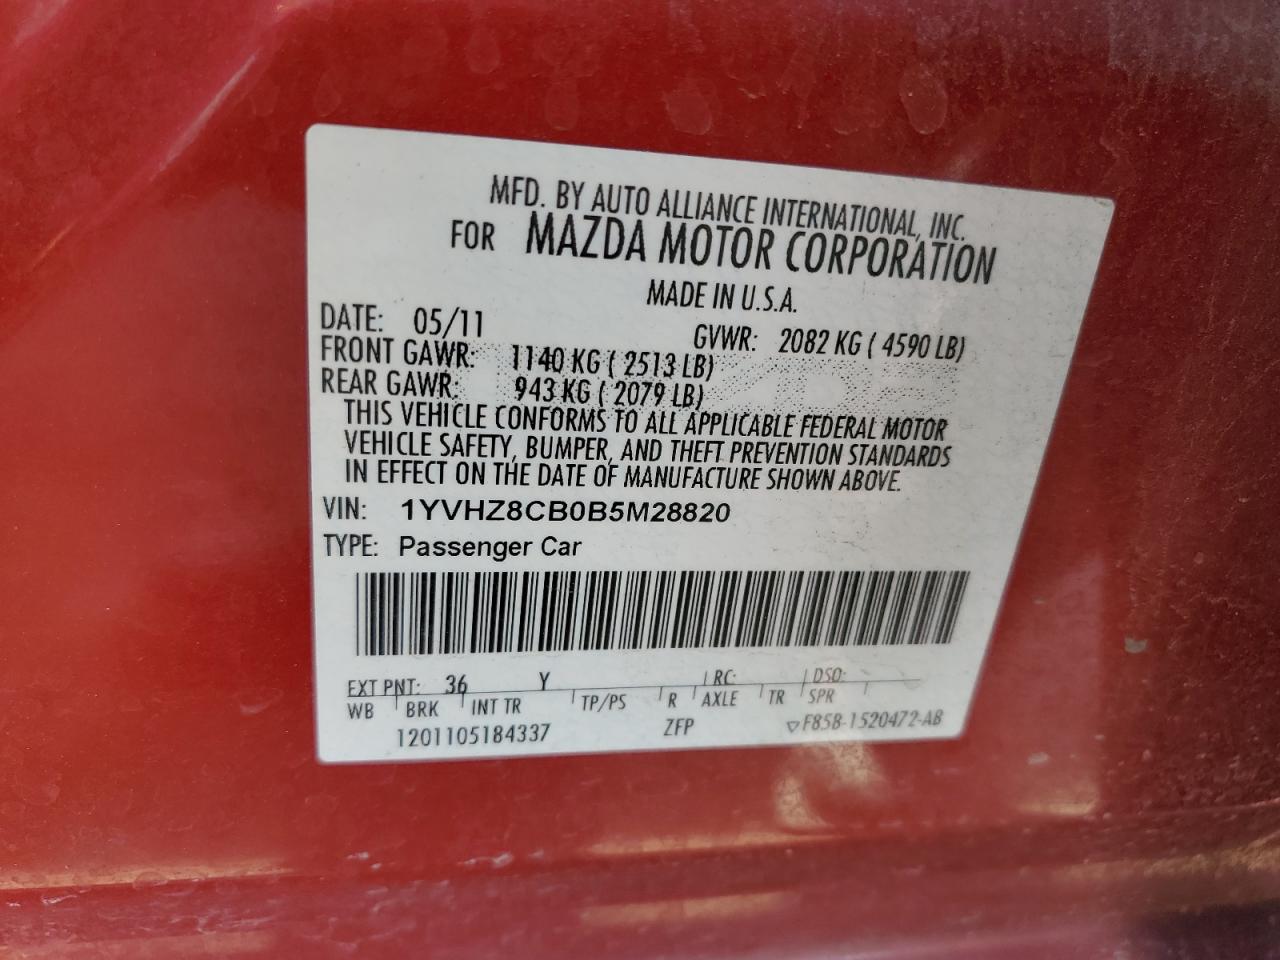 MFD. BY AUTO ALLIANCE INTERNATIONAL, INC.
FOR MAZDA MOTOR CORPORATION
MADE IN U.S.A.
DATE: 05/11 GVWR: 2082 KG ( 4590 LB)
FRONT GAWR: 1140 KG ( 2513 LB)
REAR GAWR: 943 KG ( 2079 LB)
THIS VEHICLE CONFORMS TO ALL APPLICABLE FEDERAL MOTOR
VEHICLE SAFETY, BUMPER, AND THEFT PREVENTION STANDARDS
IN EFFECT ON THE DATE OF MANUFACTURE SHOWN ABOVE.
VIN: 1YVHZ8CB0B5M28820
TYPE: Passenger Car
EXT PNT: 36 Y RC: DSO:
WB BRK INT TR TP/PS R AXLE TR SPR
1201105184337 ZFP F85B-1520472-AB